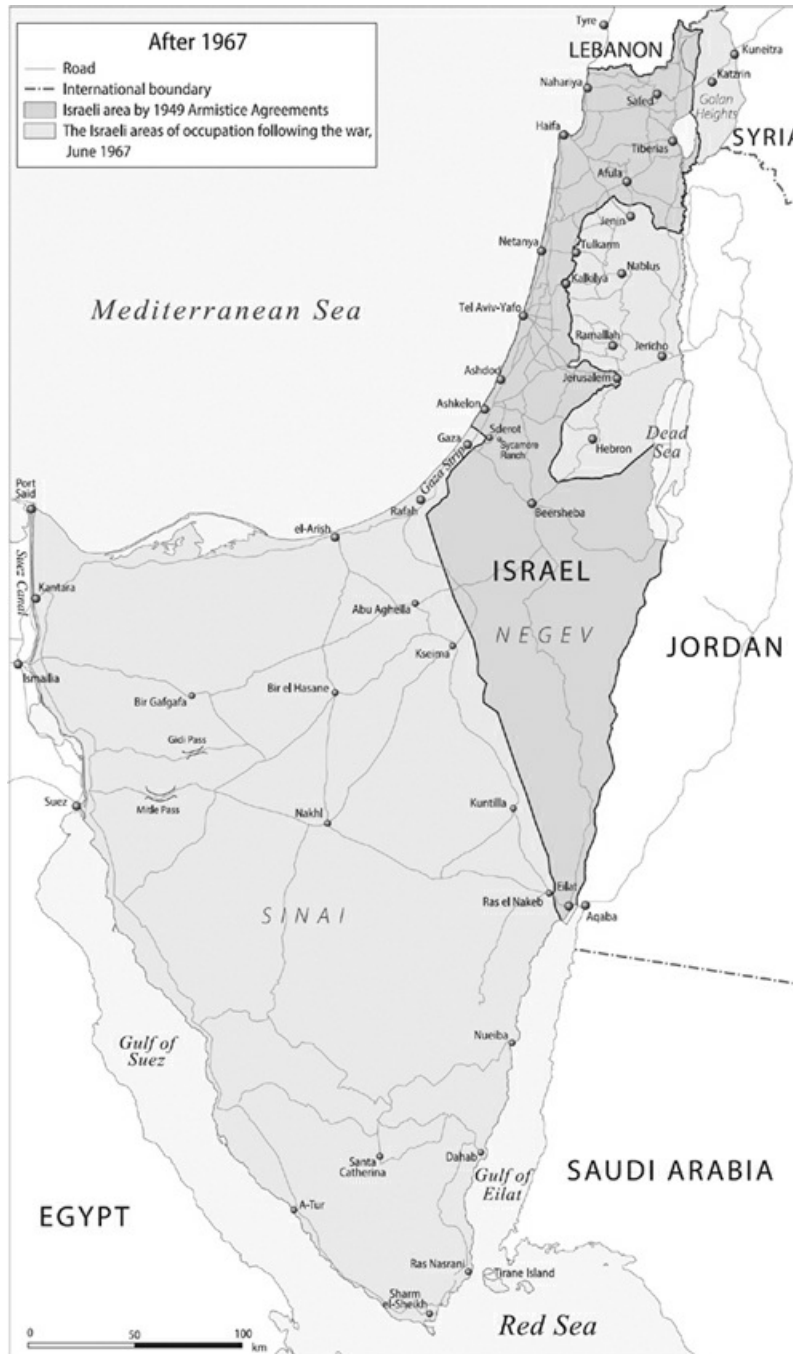 After 1967
Road
International boundary
Israeli area by 1949 Armistice Agreements
The Israeli areas of occupation following the war,
June 1967
Tyre
LEBANON
Kuneitra
Katzrin
Nahariya
Safed
Golan
Heights
Haifa
Tiberias
SYRIA
Afula
Jenin
Netanya
Tulkarm
Nablus
Kalkilya
Mediterranean Sea
Tel Aviv-Yafo
Ramallah
Jericho
Ashdod
Jerusalem
Ashkelon
Sderot
Gaza
Sycamore
Ranch
Hebron
Dead
Sea
Gaza Strip
Port
Said
Rafah
Beersheba
el-Arish
ISRAEL
Suez Canal
Kantara
Abu Agheila
NEGEV
JORDAN
Kseima
Ismailia
Bir Gafgafa
Bir el Hasane
Gidi Pass
Mitle Pass
Suez
Kuntilla
Nakhl
Eilat
Ras el Nakeb
Aqaba
SINAI
Gulf of
Suez
Nueiba
Santa
Catherina
Dahab
Gulf of
Eilat
SAUDI ARABIA
EGYPT
A-Tur
Ras Nasrani
Tirane Island
Sharm
el-Sheikh
Red Sea
0 50 100
km